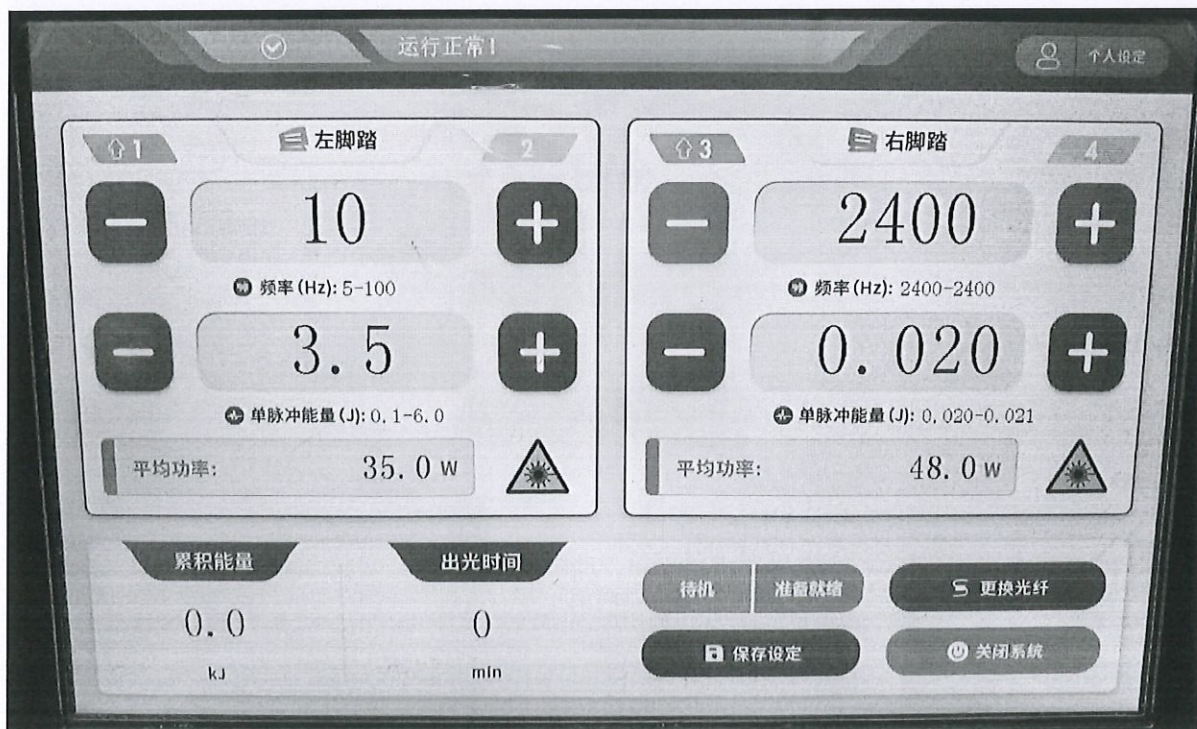 运行正常！
个人设定
1
左脚踏
2
10
频率(Hz): 5-100
3.5
单脉冲能量(J): 0.1-6.0
平均功率: 35.0 W
3
右脚踏
4
2400
频率(Hz): 2400-2400
0.020
单脉冲能量(J): 0.020-0.021
平均功率: 48.0 W
累积能量
0.0
kJ
出光时间
0
min
待机 准备就绪
更换光纤
保存设定
关闭系统